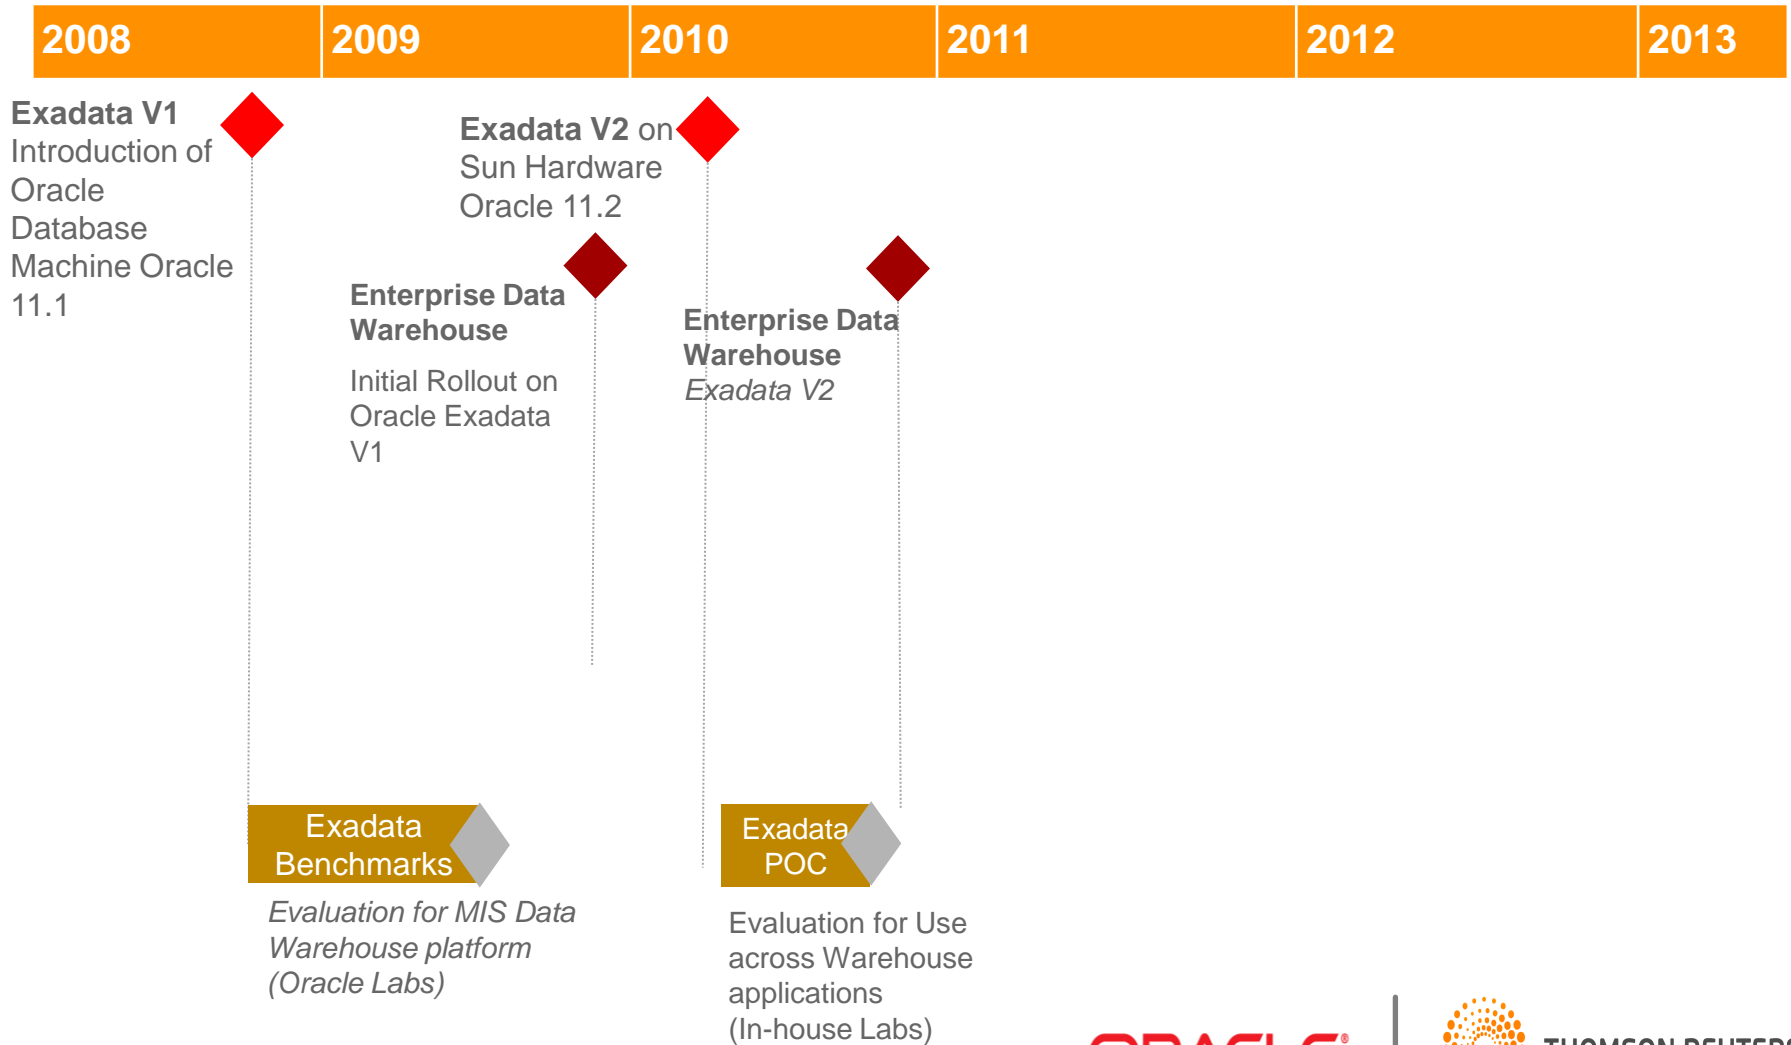 2008 2009 2010 2011 2012 2013
Exadata V1
Introduction of
Oracle
Database
Machine Oracle
11.1
Exadata V2 on
Sun Hardware
Oracle 11.2
Enterprise Data
Warehouse
Initial Rollout on
Oracle Exadata
V1
Enterprise Data
Warehouse
Exadata V2
Exadata
Benchmarks
Evaluation for MIS Data
Warehouse platform
(Oracle Labs)
Exadata
POC
Evaluation for Use
across Warehouse
applications
(In-house Labs)
ORACLE®
THOMSON REUTERS